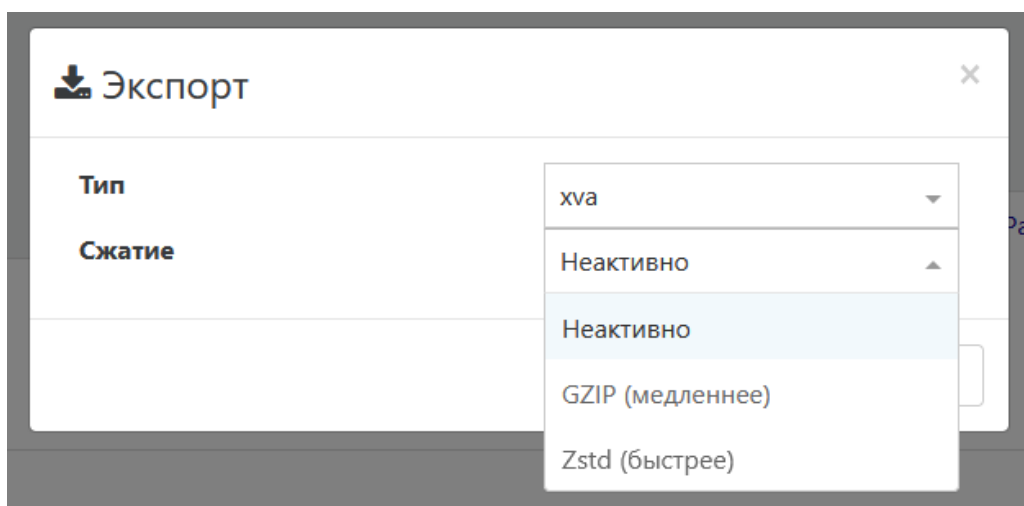 Экспорт
Тип
xva
Сжатие
Неактивно
Неактивно
GZIP (медленнее)
Zstd (быстрее)